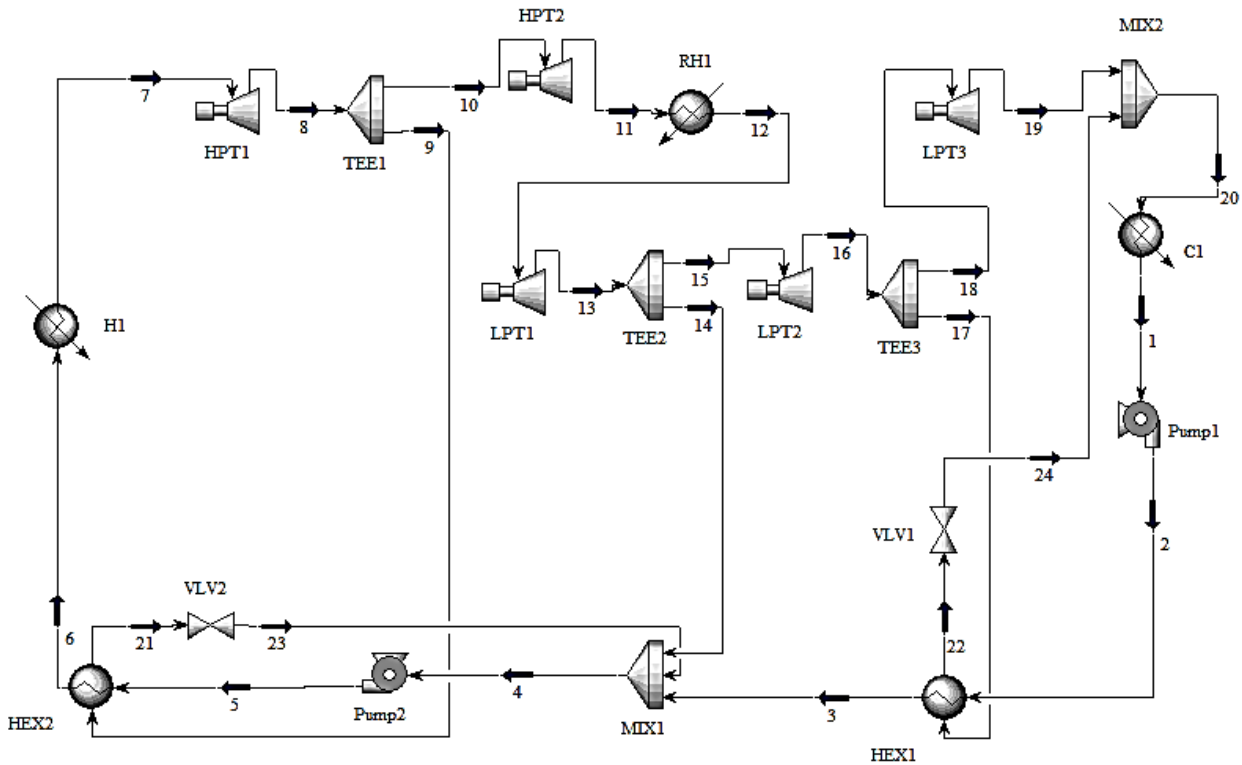 HPT2
MIX2
RH1
7
10
8
11
12
19
9
HPT1
TEE1
LPT3
20
C1
16
15
18
13
14
17
LPT1
TEE2
LPT2
TEE3
H1
1
Pump1
24
VLV1
2
VLV2
6
21
23
22
5
4
3
HEX2
Pump2
MIX1
HEX1